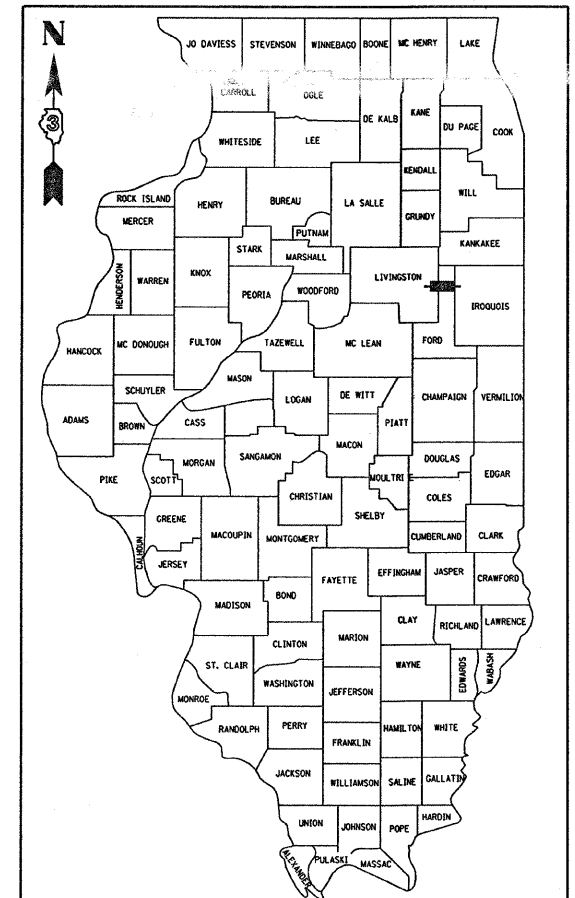 N
3
JO DAVIESS STEVENSON WINNEBAGO BOONE MC HENRY LAKE
CARROLL OGLE DE KALB KANE DU PAGE COOK
WHITESIDE LEE KENDALL WILL
ROCK ISLAND HENRY BUREAU LA SALLE GRUNDY
MERCER PUTNAM KANKAKEE
STARK MARSHALL
HENDERSON WARREN KNOX PEORIA WOODFORD LIVINGSTON IROQUOIS
HANCOCK MC DONOUGH FULTON TAZEWELL MC LEAN FORD
MASON
SCHUYLER LOGAN DE WITT CHAMPAIGN VERMILION
ADAMS BROWN CASS PIATT
MACON
PIKE SCOTT MORGAN SANGAMON MOULTRI DOUGLAS EDGAR
CHRISTIAN COLES
SHELBY
GREENE MACOUPIN MONTGOMERY CUMBERLAND CLARK
CALHOUN JERSEY FAYETTE EFFINGHAM JASPER CRAWFORD
MADISON BOND
CLAY RICHLAND LAWRENCE
CLINTON MARION
ST. CLAIR WAYNE EDWARDS WABASH
WASHINGTON JEFFERSON
MONROE
RANDOLPH PERRY HAMILTON WHITE
FRANKLIN
JACKSON WILLIAMSON SALINE GALLATIN
UNION JOHNSON POPE HARDIN
ALEXANDER PULASKI MASSAC